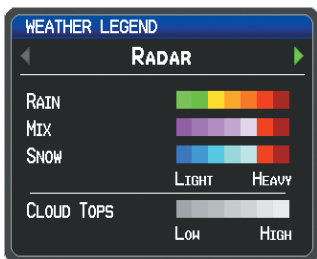 WEATHER LEGEND
RADAR
RAIN
MIX
SNOW
LIGHT HEAVY
CLOUD TOPS
LOW HIGH